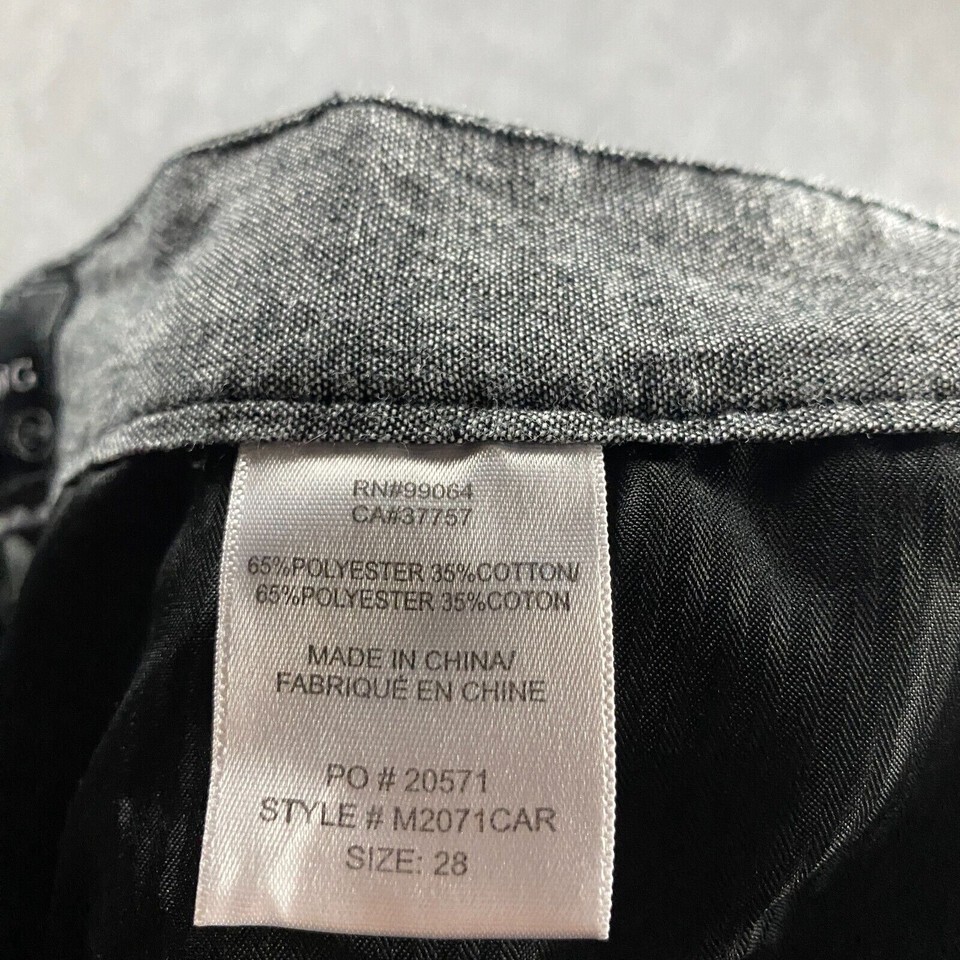 RN#99064
CA#37757
65%POLYESTER 35%COTTON/
65%POLYESTER 35%COTON
MADE IN CHINA/
FABRIQUÉ EN CHINE
PO # 20571
STYLE # M2071CAR
SIZE: 28